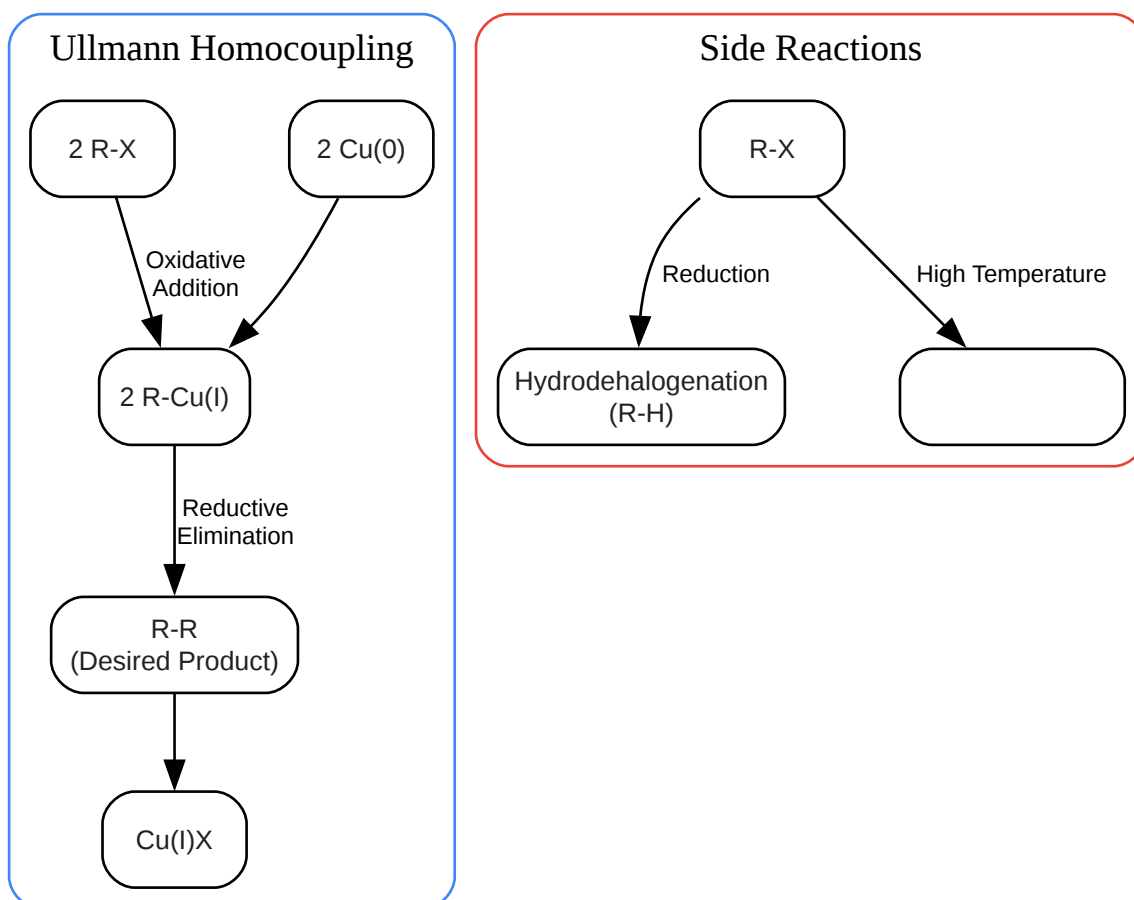 Ullmann Homocoupling
2 R-X
2 Cu(0)
Oxidative
Addition
2 R-Cu(I)
Reductive
Elimination
R-R
(Desired Product)
Cu(I)X
Side Reactions
R-X
Reduction
High Temperature
Hydrodehalogenation
(R-H)